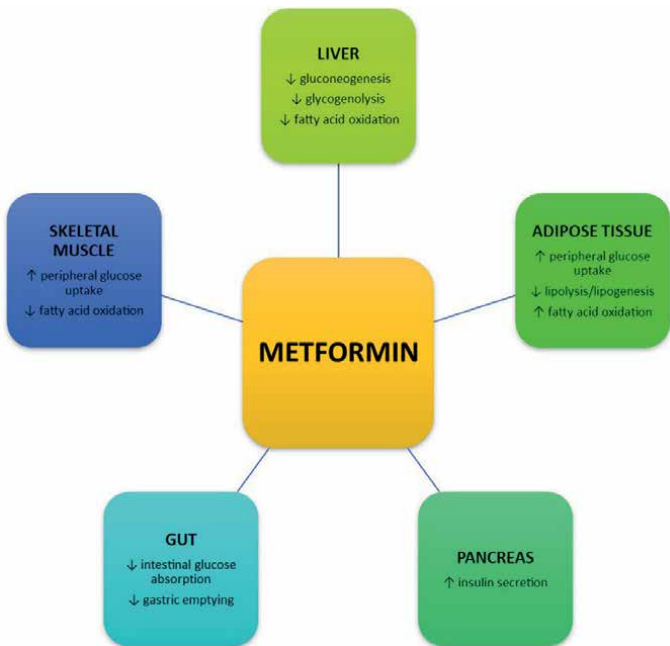 LIVER
↓ gluconeogenesis
↓ glycogenolysis
↓ fatty acid oxidation
SKELETAL
MUSCLE
↑ peripheral glucose
uptake
↓ fatty acid oxidation
ADIPOSE TISSUE
↑ peripheral glucose
uptake
↓ lipolysis/lipogenesis
↑ fatty acid oxidation
METFORMIN
GUT
↓ intestinal glucose
absorption
↓ gastric emptying
PANCREAS
↑ insulin secretion